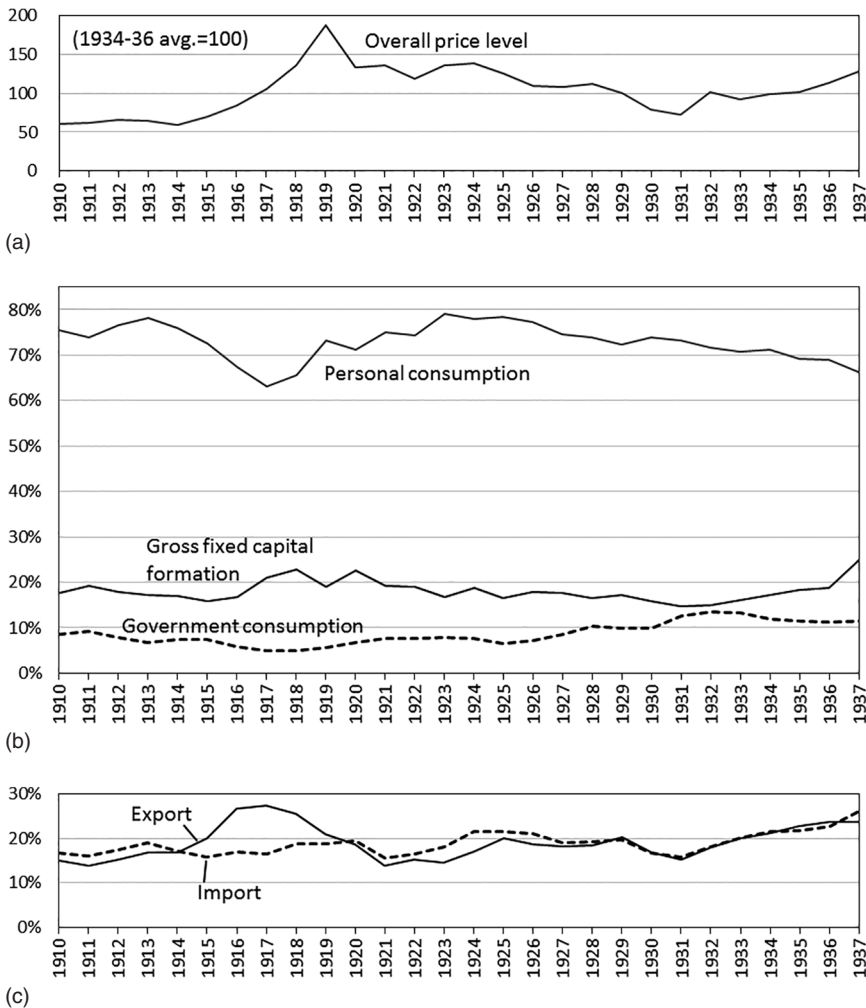 200
(1934-36 avg.=100)
Overall price level
150
100
50
0
1910 1911 1912 1913 1914 1915 1916 1917 1918 1919 1920 1921 1922 1923 1924 1925 1926 1927 1928 1929 1930 1931 1932 1933 1934 1935 1936 1937
(a)
80%
70%
Personal consumption
60%
50%
40%
30%
Gross fixed capital
formation
20%
10%
Government consumption
0%
1910 1911 1912 1913 1914 1915 1916 1917 1918 1919 1920 1921 1922 1923 1924 1925 1926 1927 1928 1929 1930 1931 1932 1933 1934 1935 1936 1937
(b)
30%
Export
20%
10%
Import
0%
1910 1911 1912 1913 1914 1915 1916 1917 1918 1919 1920 1921 1922 1923 1924 1925 1926 1927 1928 1929 1930 1931 1932 1933 1934 1935 1936 1937
(c)